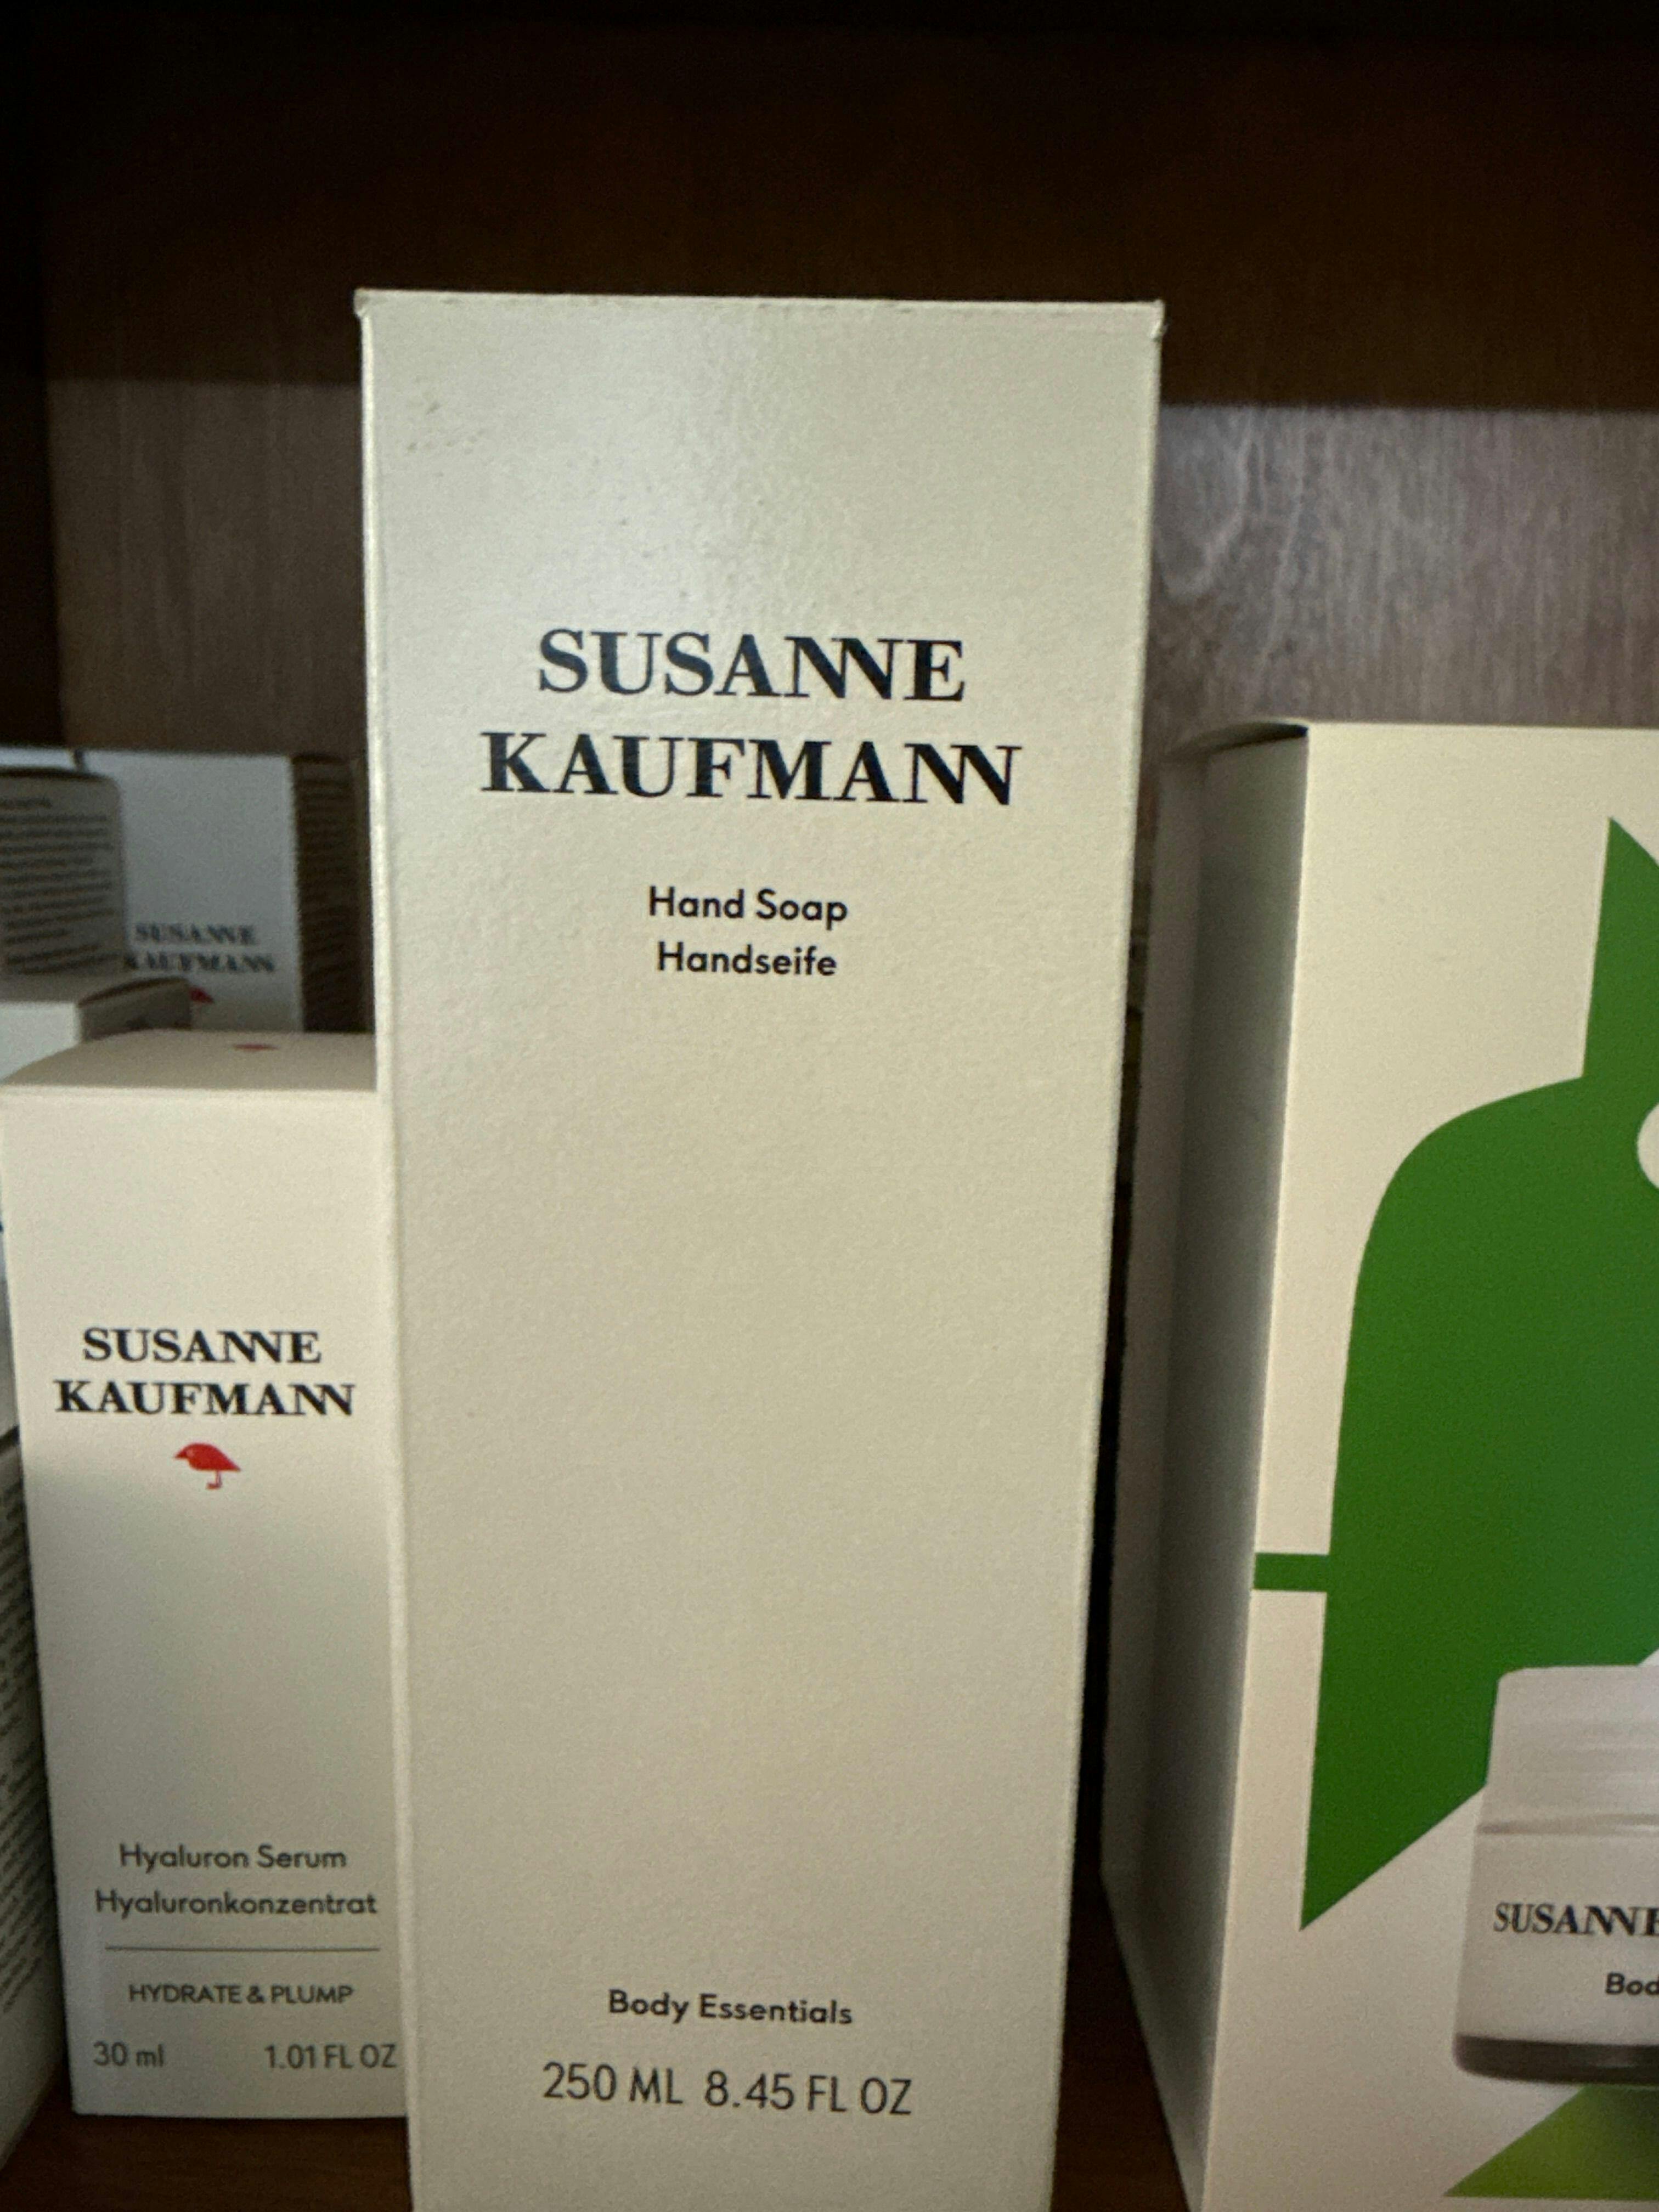 SUSANNE
KAUFMANN
Hand Soap
Handseife
Body Essentials
250 ML 8.45 FL OZ
SUSANNE
KAUFMANN
SUSANNE
KAUFMANN
Hyaluron Serum
Hyaluronkonzentrat
HYDRATE & PLUMP
30 ml 1.01 FL OZ
SUSANNE